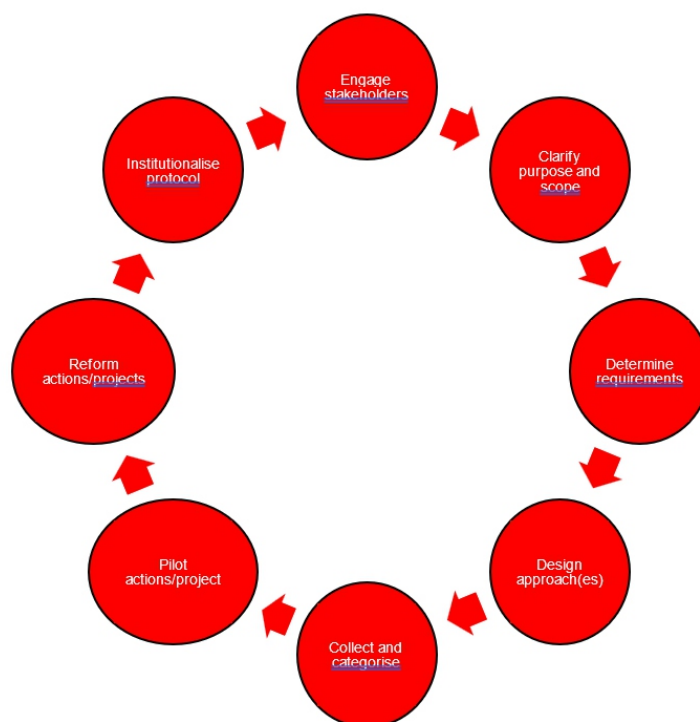 Engage
stakeholders
Clarify
purpose and
scope
Determine
requirements
Design
approach(es)
Collect and
categorise
Pilot
actions/project
Reform
actions/projects
Institutionalise
protocol